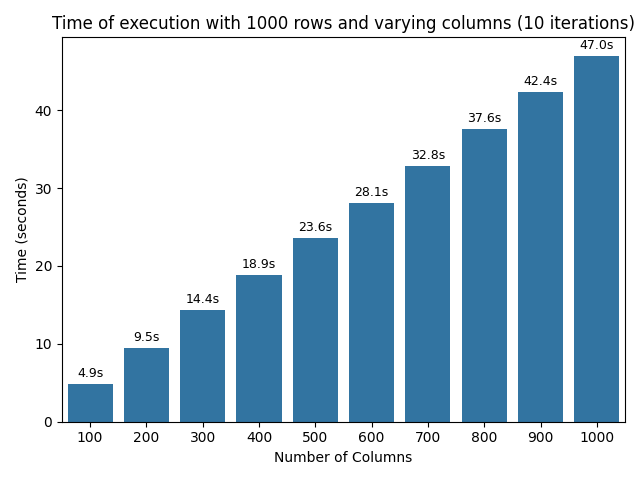 Time of execution with 1000 rows and varying columns (10 iterations)
47.0s
42.4s
37.6s
32.8s
28.1s
23.6s
18.9s
14.4s
9.5s
4.9s
Time (seconds)
40
30
20
10
0
100 200 300 400 500 600 700 800 900 1000
Number of Columns